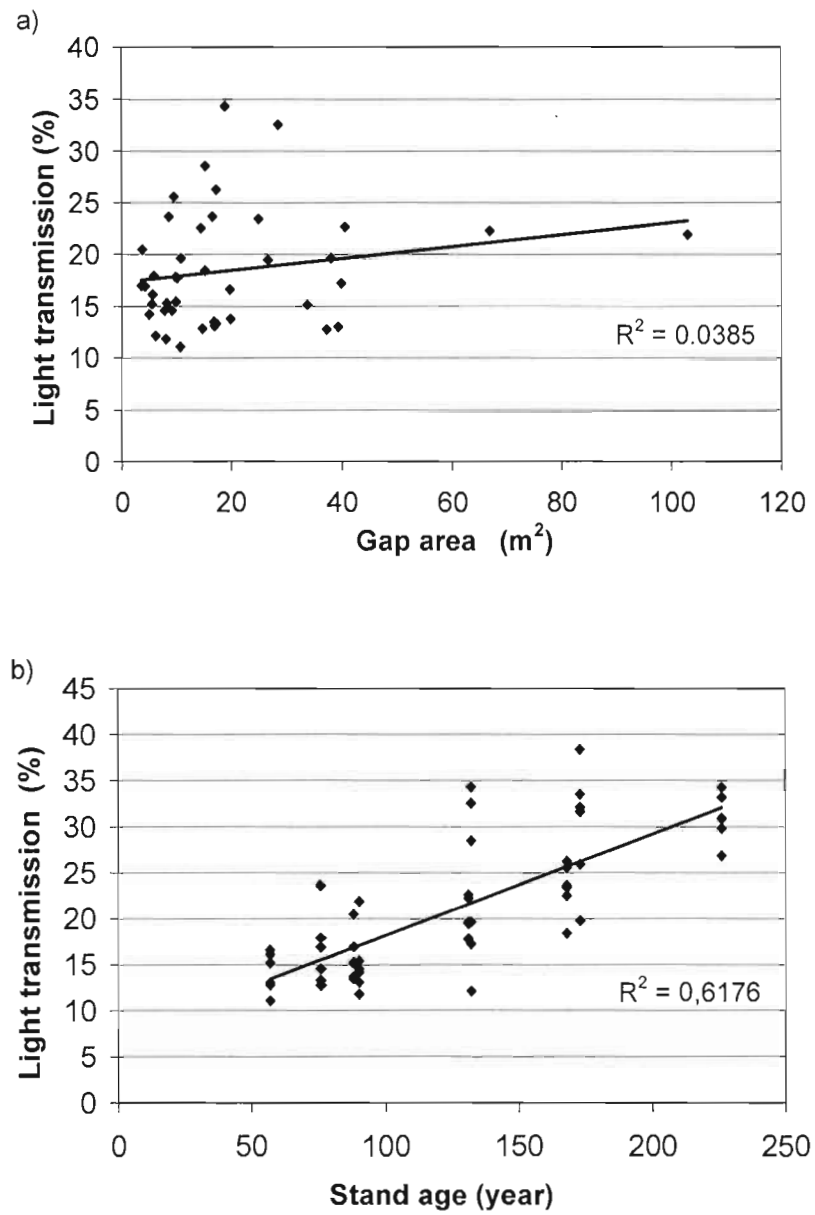 a)
Light transmission (%)
40
35
30
25
20
15
10
5
0
R² = 0.0385
0 20 40 60 80 100 120
Gap area (m²)
b)
Light transmission (%)
45
40
35
30
25
20
15
10
5
0
R² = 0,6176
0 50 100 150 200 250
Stand age (year)